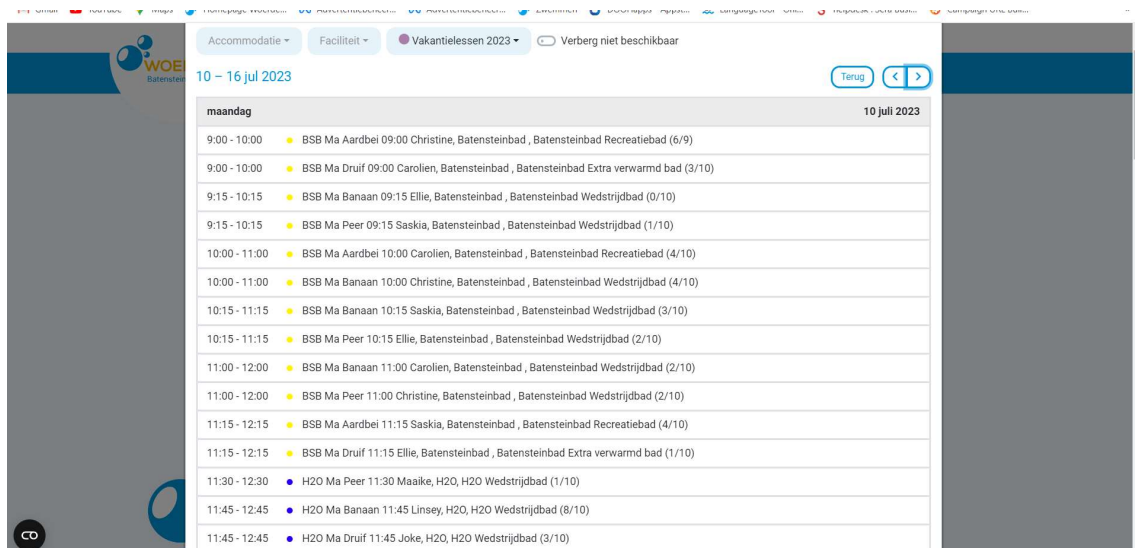 Accommodatie Faciliteit Vakantielessen 2023 Verberg niet beschikbaar
WOE
Batenstein
10 – 16 jul 2023 Terug
maandag 10 juli 2023
9:00 - 10:00 BSB Ma Aardbei 09:00 Christine, Batensteinbad , Batensteinbad Recreatiebad (6/9)
9:00 - 10:00 BSB Ma Druif 09:00 Carolien, Batensteinbad , Batensteinbad Extra verwarmd bad (3/10)
9:15 - 10:15 BSB Ma Banaan 09:15 Ellie, Batensteinbad , Batensteinbad Wedstrijdbad (0/10)
9:15 - 10:15 BSB Ma Peer 09:15 Saskia, Batensteinbad , Batensteinbad Wedstrijdbad (1/10)
10:00 - 11:00 BSB Ma Aardbei 10:00 Carolien, Batensteinbad , Batensteinbad Recreatiebad (4/10)
10:00 - 11:00 BSB Ma Banaan 10:00 Christine, Batensteinbad , Batensteinbad Wedstrijdbad (4/10)
10:15 - 11:15 BSB Ma Banaan 10:15 Saskia, Batensteinbad , Batensteinbad Wedstrijdbad (3/10)
10:15 - 11:15 BSB Ma Peer 10:15 Ellie, Batensteinbad , Batensteinbad Wedstrijdbad (2/10)
11:00 - 12:00 BSB Ma Banaan 11:00 Carolien, Batensteinbad , Batensteinbad Wedstrijdbad (2/10)
11:00 - 12:00 BSB Ma Peer 11:00 Christine, Batensteinbad , Batensteinbad Wedstrijdbad (2/10)
11:15 - 12:15 BSB Ma Aardbei 11:15 Saskia, Batensteinbad , Batensteinbad Recreatiebad (4/10)
11:15 - 12:15 BSB Ma Druif 11:15 Ellie, Batensteinbad , Batensteinbad Extra verwarmd bad (1/10)
11:30 - 12:30 H2O Ma Peer 11:30 Maaike, H2O, H2O Wedstrijdbad (1/10)
11:45 - 12:45 H2O Ma Banaan 11:45 Linsey, H2O, H2O Wedstrijdbad (8/10)
11:45 - 12:45 H2O Ma Druif 11:45 Joke, H2O, H2O Wedstrijdbad (3/10)